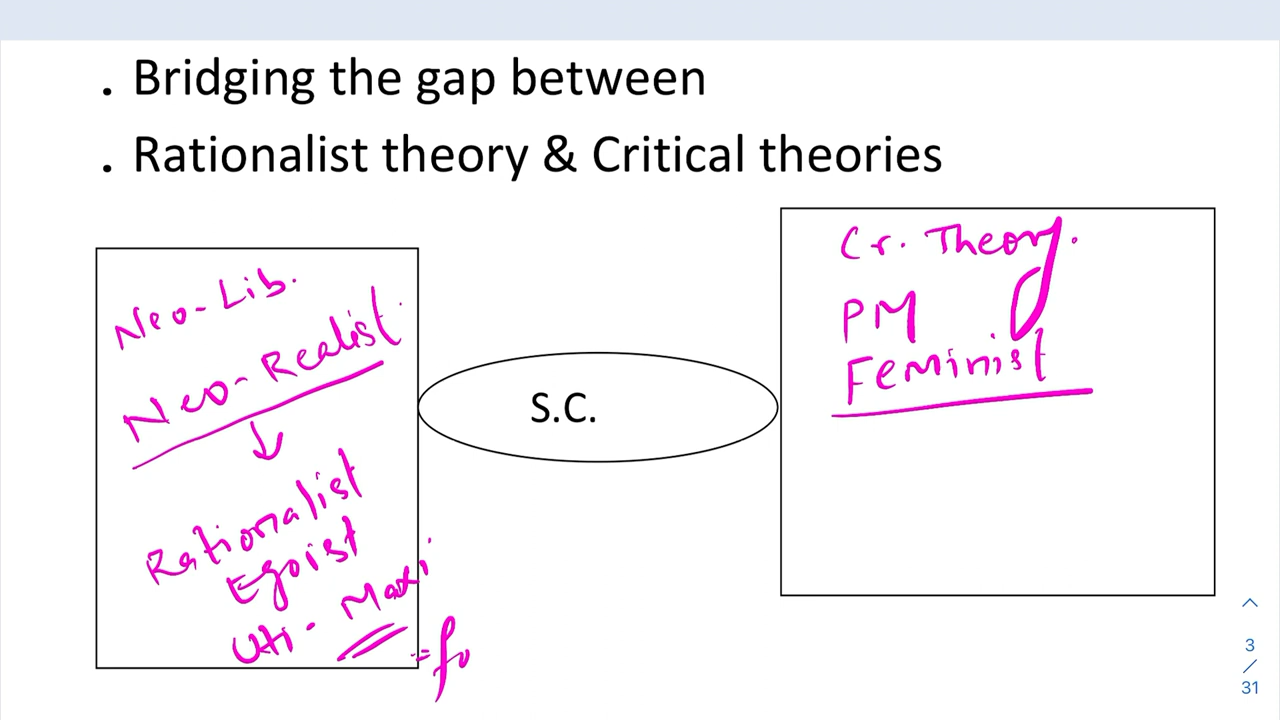 . Bridging the gap between
. Rationalist theory & Critical theories
Neo-Lib.
Neo-Realist
Rationalist
Egoist
Uti - Maxi
S.C.
Cr. Theory.
PM
Feminist
3
/
31